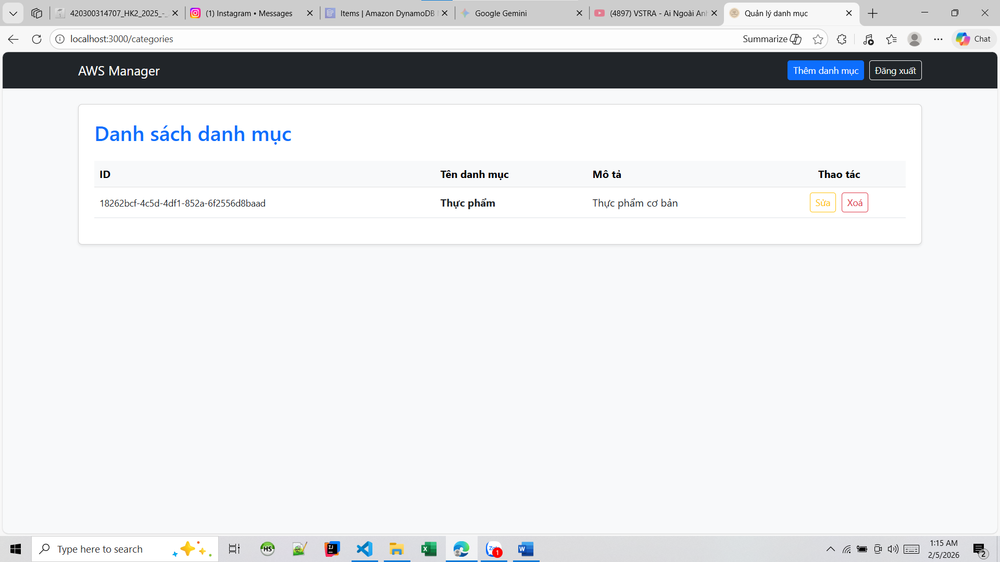 420300314707_HK2_2025_-_
(1) Instagram • Messages
Items | Amazon DynamoDB
Google Gemini
(4897) VSTRA - Ai Ngoài Anh
Quản lý danh mục
localhost:3000/categories
Summarize
Chat
AWS Manager
Thêm danh mục
Đăng xuất
Danh sách danh mục
ID Tên danh mục Mô tả Thao tác
18262bcf-4c5d-4df1-852a-6f2556d8baad Thực phẩm Thực phẩm cơ bản Sửa Xoá
Type here to search
HS
IJ
1
1:15 AM
2/5/2026
2